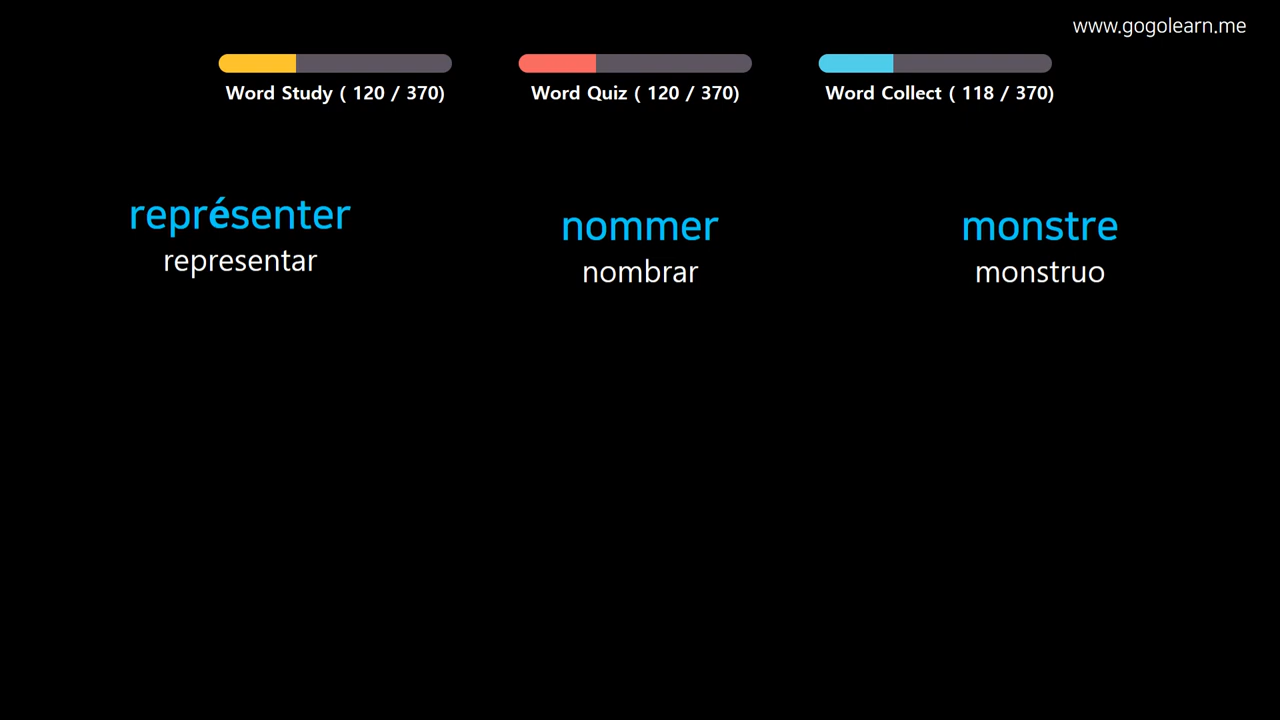 www.gogolearn.me
Word Study ( 120 / 370)
Word Quiz ( 120 / 370)
Word Collect ( 118 / 370)
représenter
representar
nommer
nombrar
monstre
monstruo